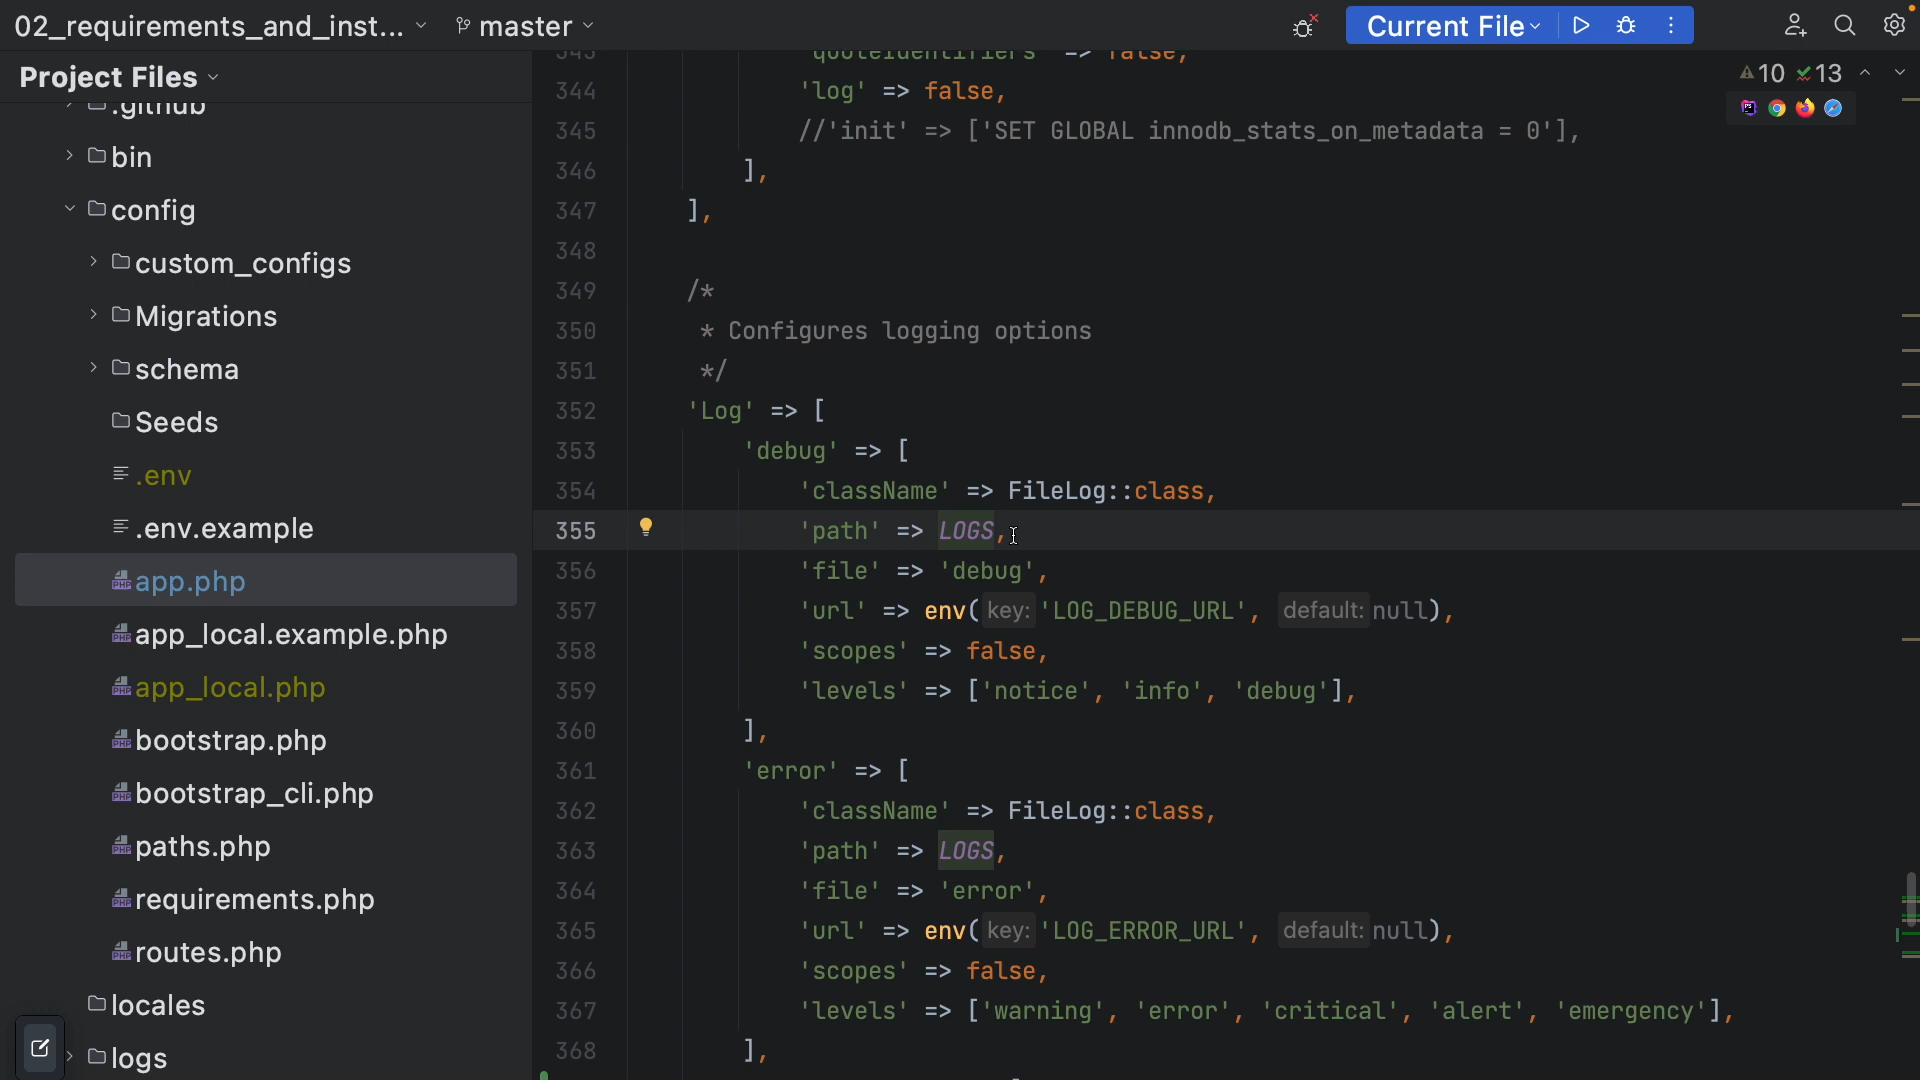 02_requirements_and_inst...
master
Current File
Project Files
10
13
.github
bin
config
custom_configs
Migrations
schema
Seeds
.env
.env.example
app.php
app_local.example.php
app_local.php
bootstrap.php
bootstrap_cli.php
paths.php
requirements.php
routes.php
locales
logs
343 'quoteIdentifiers' => false,
344 'log' => false,
345 //'init' => ['SET GLOBAL innodb_stats_on_metadata = 0'],
346 ],
347 ],
348
349 /*
350 * Configures logging options
351 */
352 'Log' => [
353 'debug' => [
354 'className' => FileLog::class,
355 'path' => LOGS,
356 'file' => 'debug',
357 'url' => env( key: 'LOG_DEBUG_URL', default: null),
358 'scopes' => false,
359 'levels' => ['notice', 'info', 'debug'],
360 ],
361 'error' => [
362 'className' => FileLog::class,
363 'path' => LOGS,
364 'file' => 'error',
365 'url' => env( key: 'LOG_ERROR_URL', default: null),
366 'scopes' => false,
367 'levels' => ['warning', 'error', 'critical', 'alert', 'emergency'],
368 ],